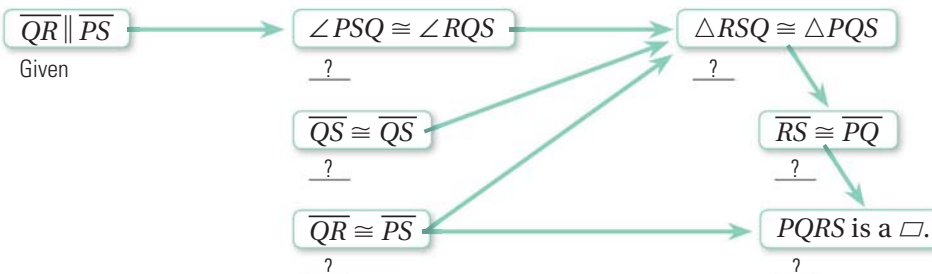 QR ∥ PS
Given
∠PSQ ≅ ∠RQS
?
△RSQ ≅ △PQS
?
QS ≅ QS
?
RS ≅ PQ
?
QR ≅ PS
?
PQRS is a ▱.
?